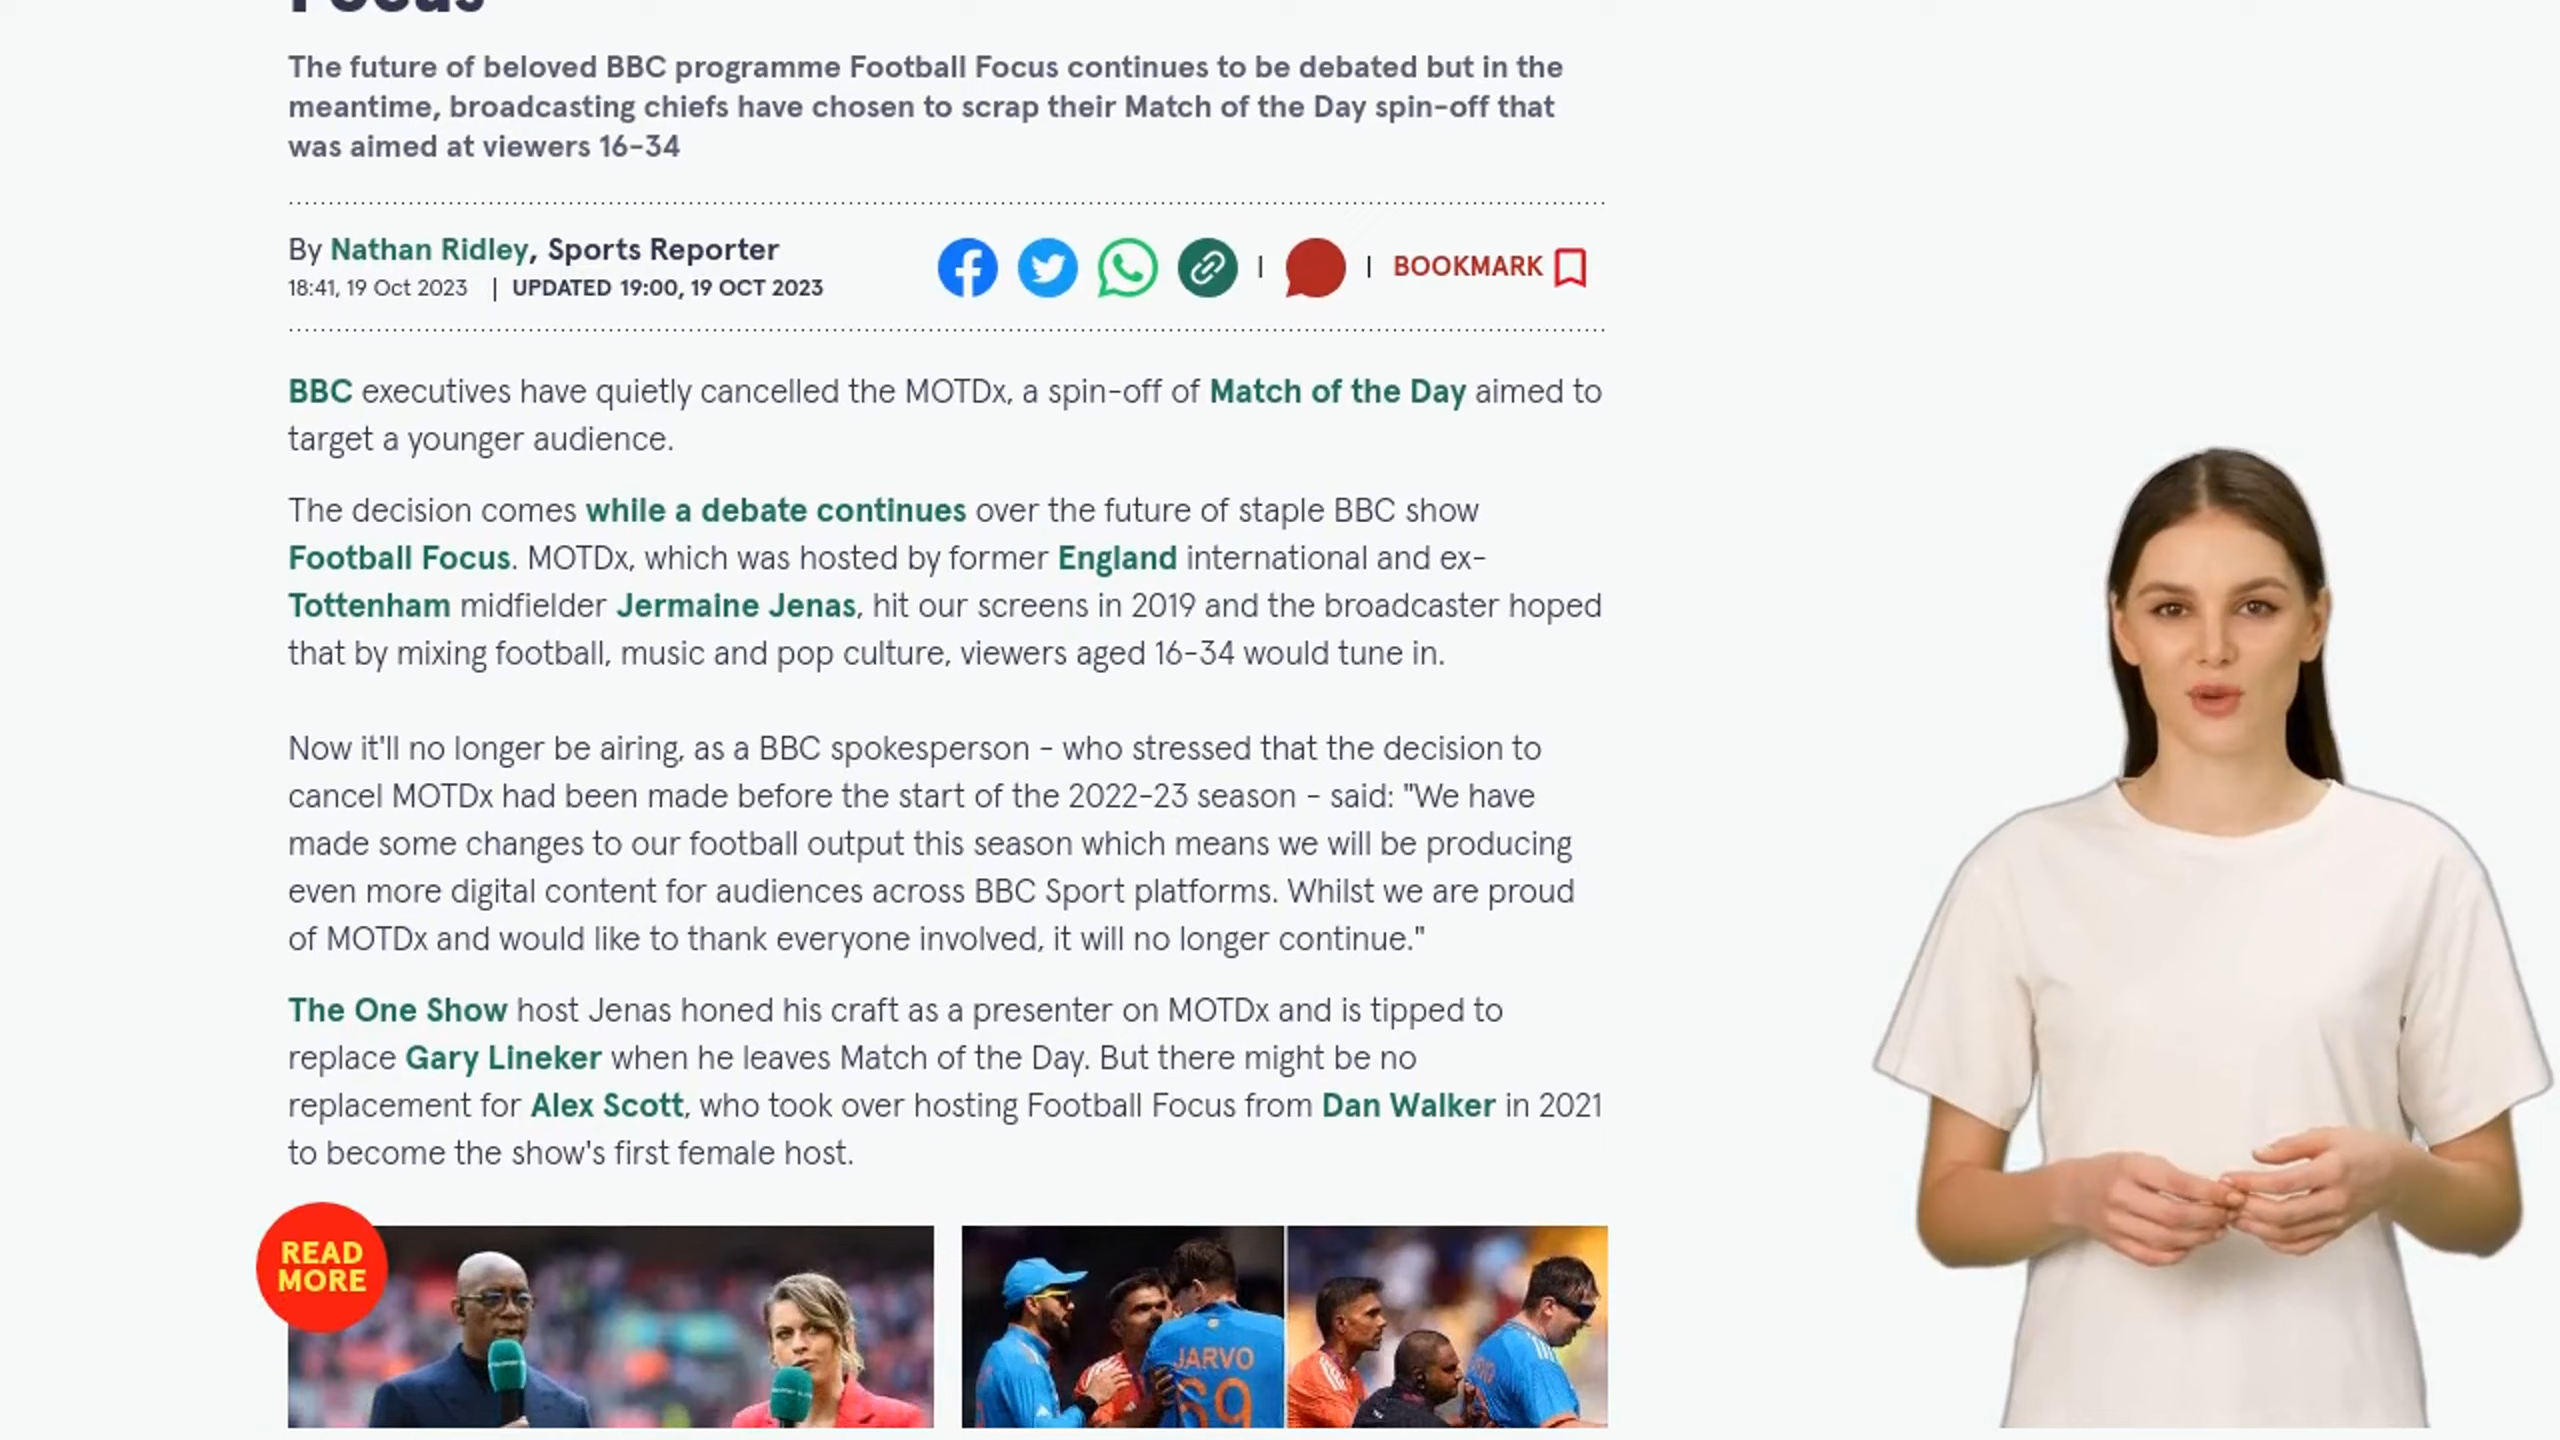 Focus
The future of beloved BBC programme Football Focus continues to be debated but in the
meantime, broadcasting chiefs have chosen to scrap their Match of the Day spin-off that
was aimed at viewers 16-34
By Nathan Ridley, Sports Reporter
18:41, 19 Oct 2023 | UPDATED 19:00, 19 OCT 2023
| | BOOKMARK
BBC executives have quietly cancelled the MOTDx, a spin-off of Match of the Day aimed to
target a younger audience.
The decision comes while a debate continues over the future of staple BBC show
Football Focus. MOTDx, which was hosted by former England international and ex-
Tottenham midfielder Jermaine Jenas, hit our screens in 2019 and the broadcaster hoped
that by mixing football, music and pop culture, viewers aged 16-34 would tune in.
Now it'll no longer be airing, as a BBC spokesperson - who stressed that the decision to
cancel MOTDx had been made before the start of the 2022-23 season - said: "We have
made some changes to our football output this season which means we will be producing
even more digital content for audiences across BBC Sport platforms. Whilst we are proud
of MOTDx and would like to thank everyone involved, it will no longer continue."
The One Show host Jenas honed his craft as a presenter on MOTDx and is tipped to
replace Gary Lineker when he leaves Match of the Day. But there might be no
replacement for Alex Scott, who took over hosting Football Focus from Dan Walker in 2021
to become the show's first female host.
READ
MORE
JARVO
69